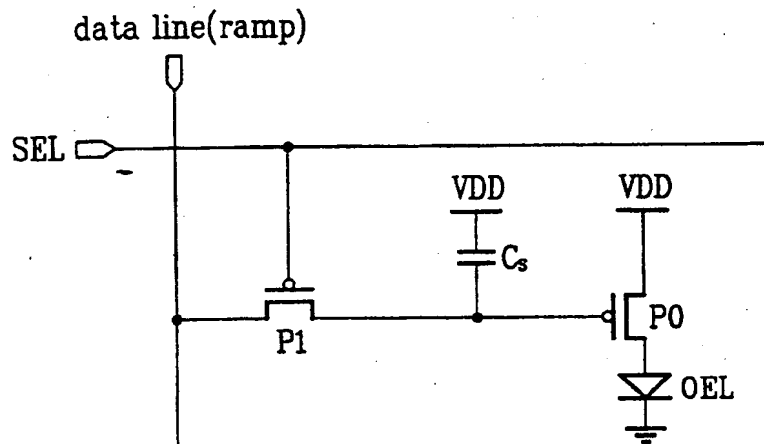 data line(ramp)
SEL
VDD
VDD
Cs
P1
P0
OEL